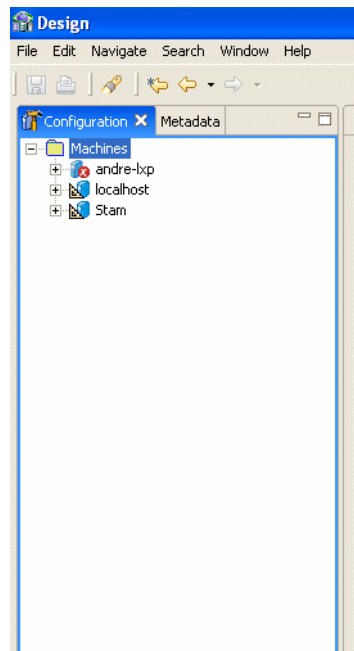 Design
File Edit Navigate Search Window Help
Configuration Metadata
Machines
andre-lxp
localhost
Stam